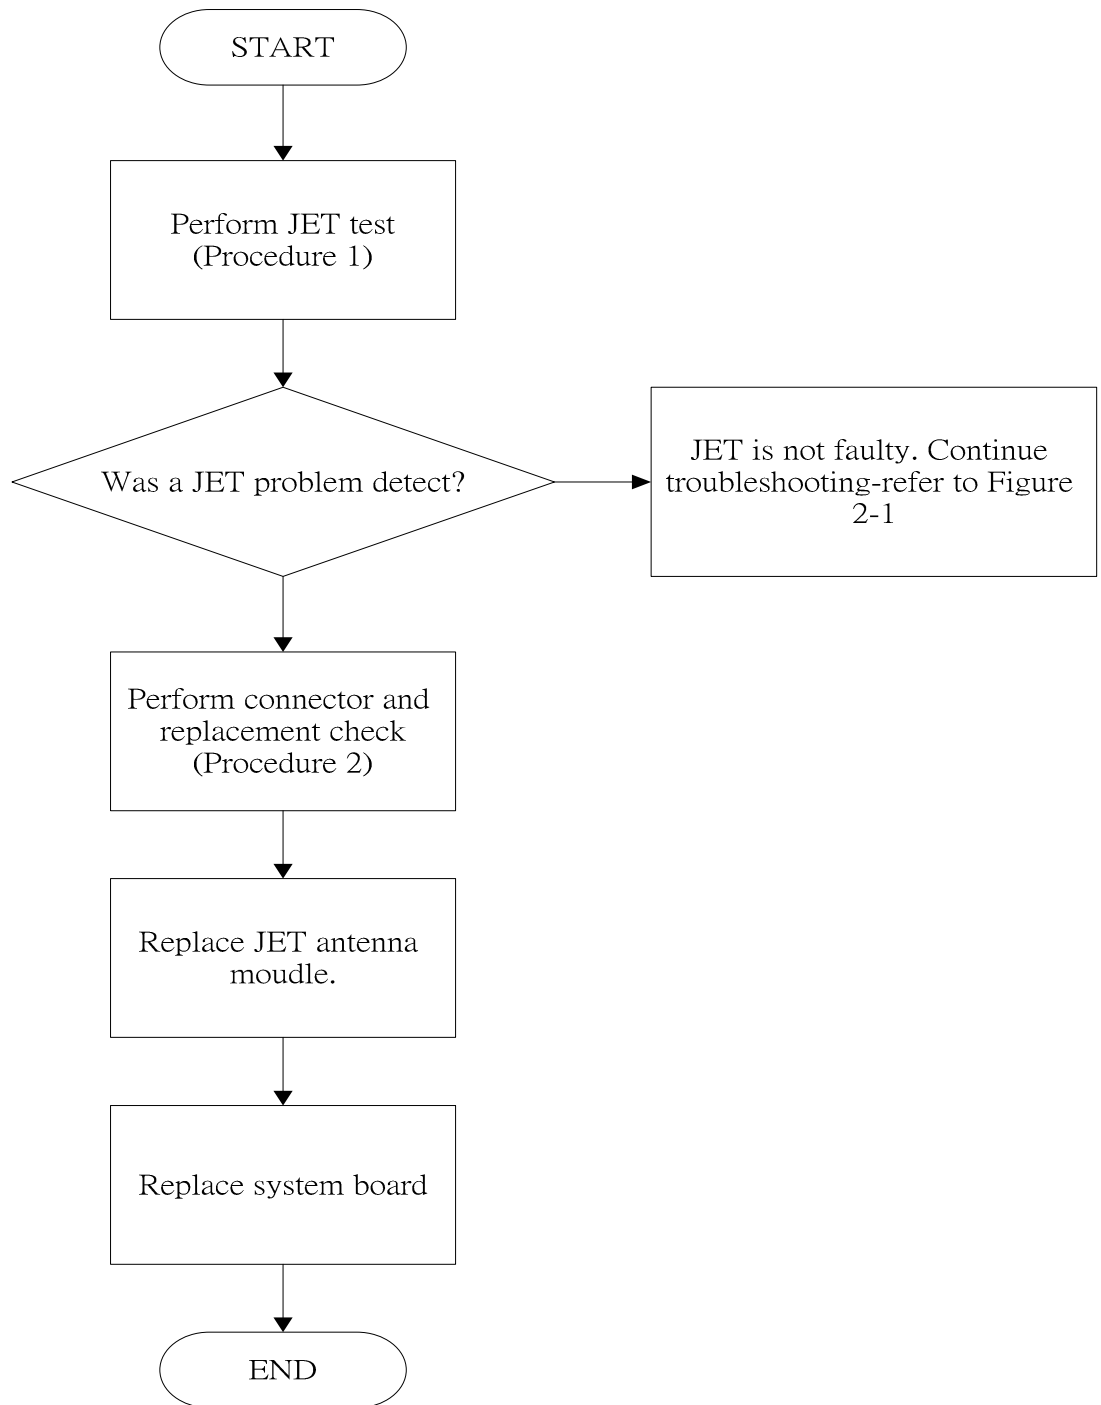 START
Perform JET test
(Procedure 1)
Was a JET problem detect?
JET is not faulty. Continue
troubleshooting-refer to Figure
2-1
Perform connector and
replacement check
(Procedure 2)
Replace JET antenna
moudle.
Replace system board
END